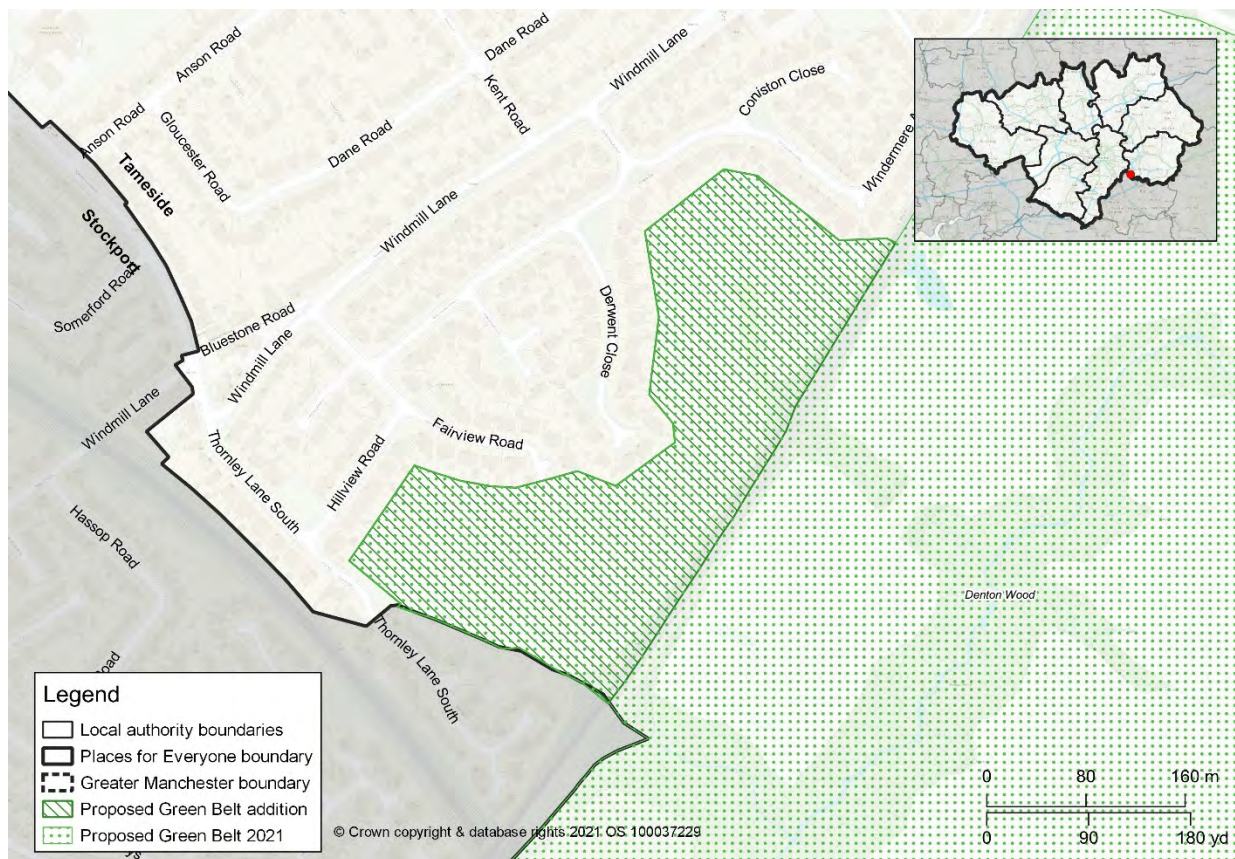 Anson Road
Dane Road
Kent Road
Windmill Lane
Coniston Close
Anson Road
Gloucester Road
Dane Road
Tameside
Stockport
Windermere
Windmill Lane
Somerford Road
Derwent Close
Bluestone Road
Windmill Lane
Windmill Lane
Fairview Road
Thornley Lane South
Hillview Road
Hassop Road
Denton Wood
Thornley Lane South
Road
Legend
Local authority boundaries
Places for Everyone boundary
Greater Manchester boundary
Proposed Green Belt addition
Proposed Green Belt 2021
© Crown copyright & database rights 2021 OS 100037229
0 80 160 m
0 90 180 yd